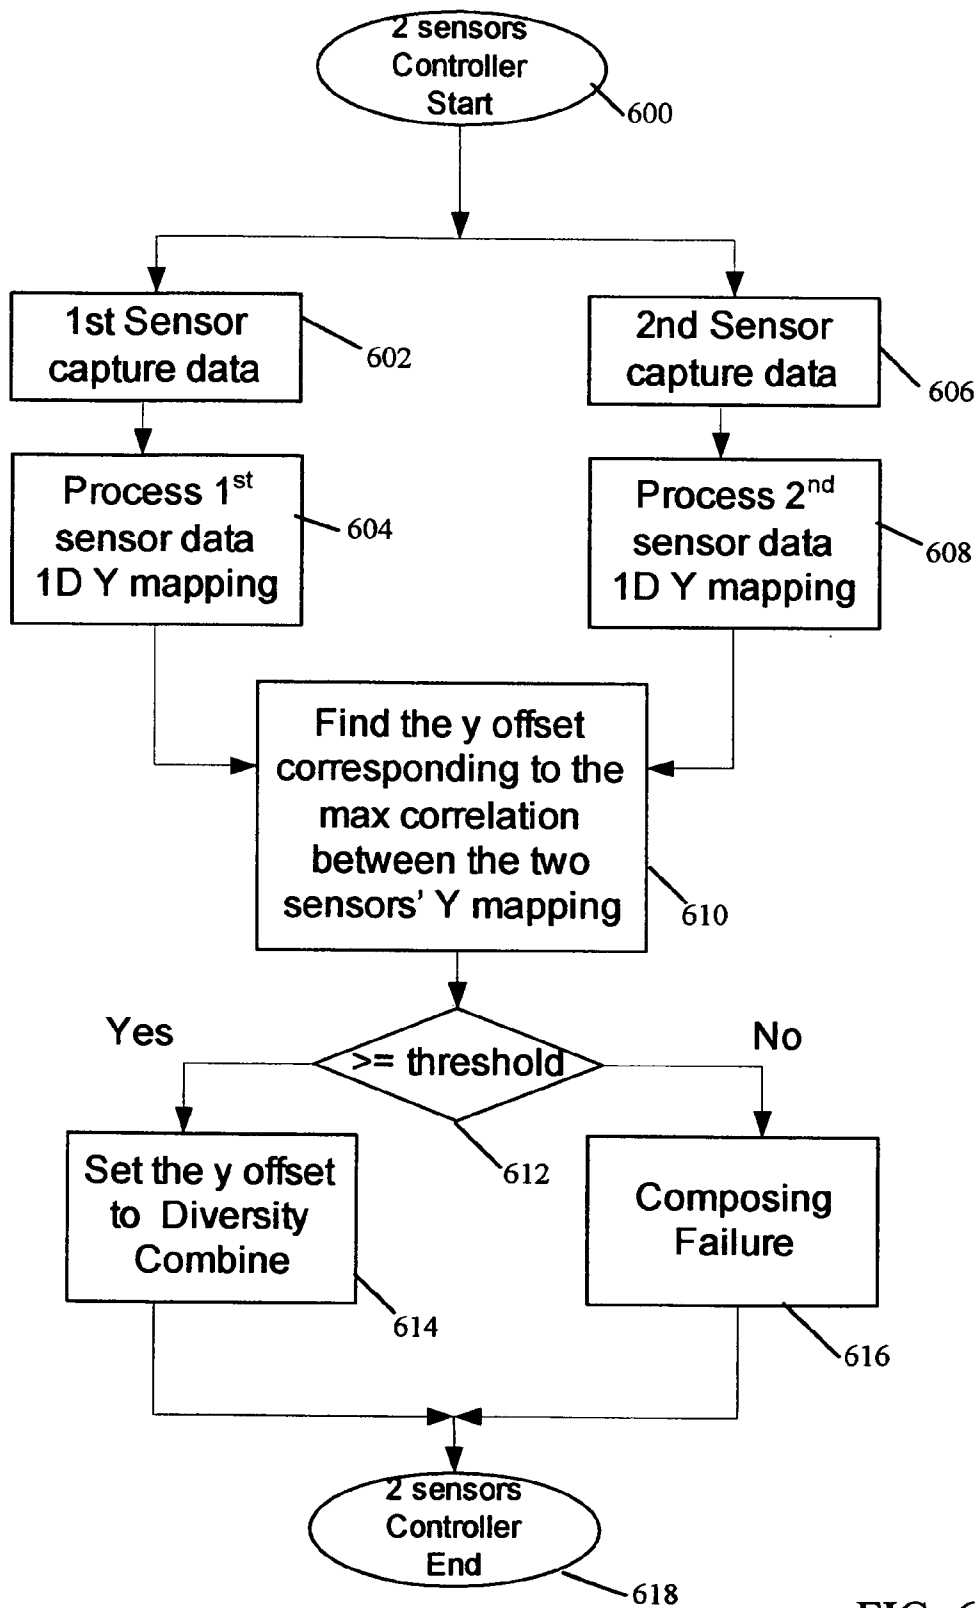 2 sensors
Controller
Start
600
1st Sensor
capture data
602
2nd Sensor
capture data
606
Process 1st
sensor data
1D Y mapping
604
Process 2nd
sensor data
1D Y mapping
608
Find the y offset
corresponding to the
max correlation
between the two
sensors' Y mapping
610
Yes
>= threshold
No
612
Set the y offset
to Diversity
Combine
614
Composing
Failure
616
2 sensors
Controller
End
618
FIG. 6